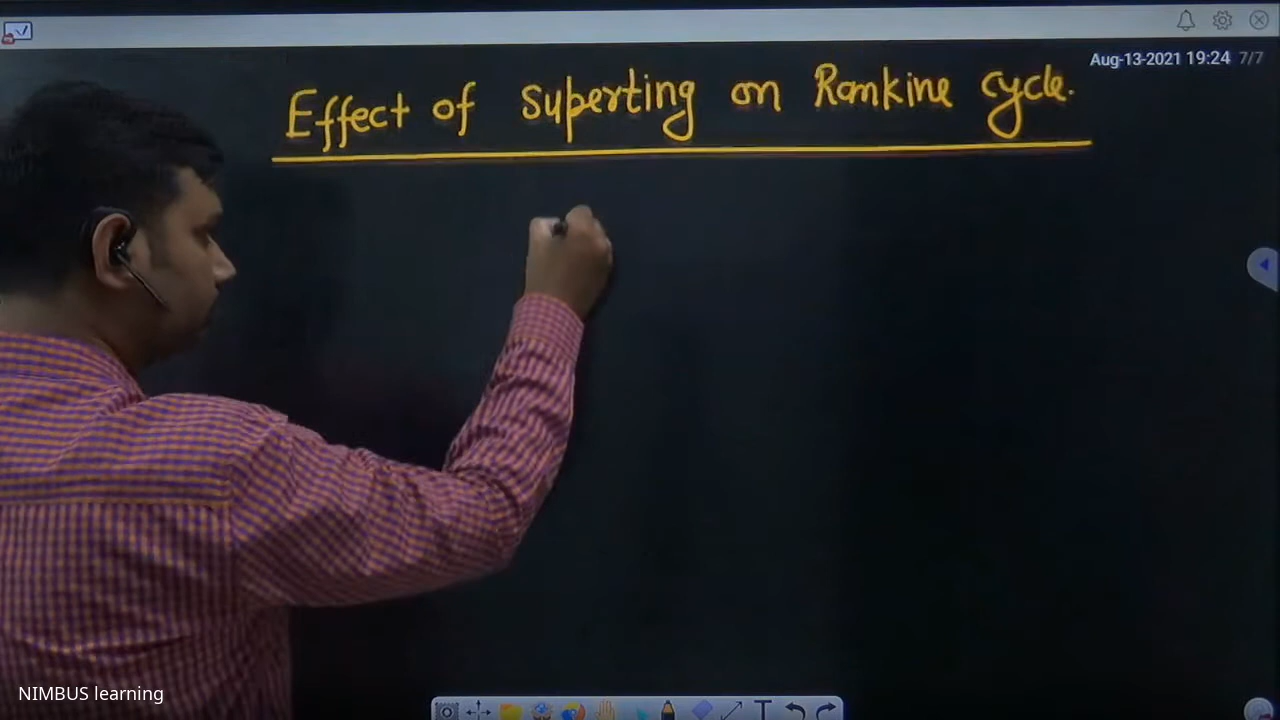 Aug-13-2021 19:24 7/7
Effect of Superting on Rankine cycle.
NIMBUS learning